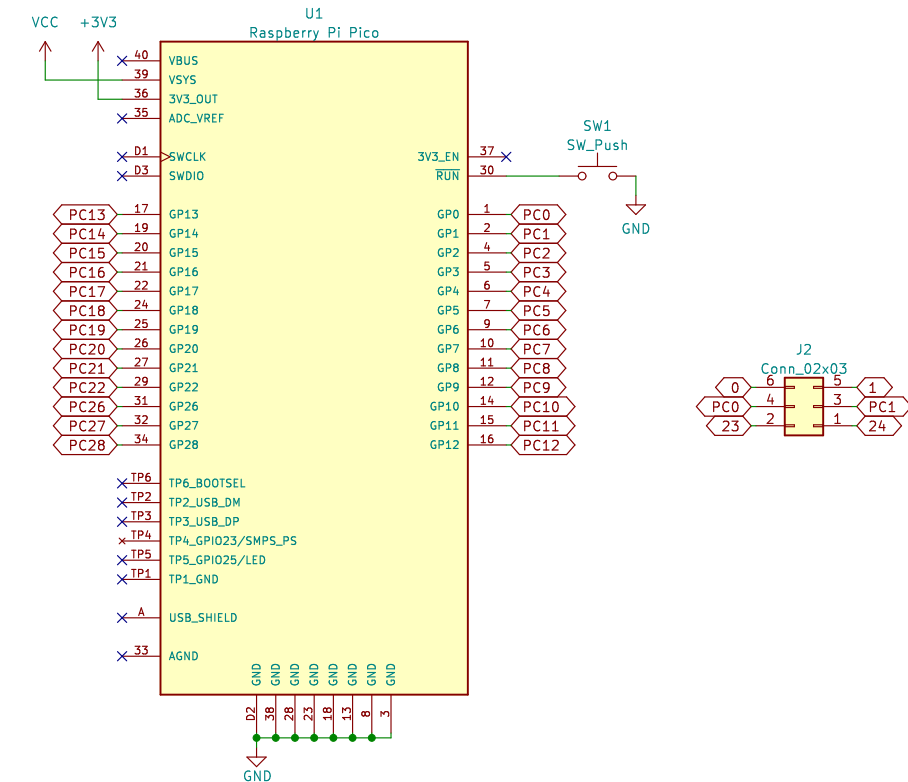 U1
VCC +3V3
Raspberry Pi Pico
40 VBUS
39 VSYS
36 3V3_OUT
35 ADC_VREF
SW1
SW_Push
D1 SWCLK 3V3_EN 37
D3 SWDIO RUN 30
PC13 17 GP13 GP0 1 PC0
GND
PC14 19 GP14 GP1 2 PC1
PC15 20 GP15 GP2 4 PC2
PC16 21 GP16 GP3 5 PC3
PC17 22 GP17 GP4 6 PC4
PC18 24 GP18 GP5 7 PC5
PC19 25 GP19 GP6 9 PC6
PC20 26 GP20 GP7 10 PC7
J2
PC21 27 GP21 GP8 11 PC8
Conn_02x03
PC22 29 GP22 GP9 12 PC9
0 6 5 1
PC26 31 GP26 GP10 14 PC10
PC0 4 3 PC1
PC27 32 GP27 GP11 15 PC11
23 2 1 24
PC28 34 GP28 GP12 16 PC12
TP6 TP6_BOOTSEL
TP2 TP2_USB_DM
TP3 TP3_USB_DP
TP4 TP4_GPIO23/SMPS_PS
TP5 TP5_GPIO25/LED
TP1 TP1_GND
A USB_SHIELD
33 AGND
GND GND GND GND GND GND GND GND
D2 38 28 23 18 13 8 3
GND